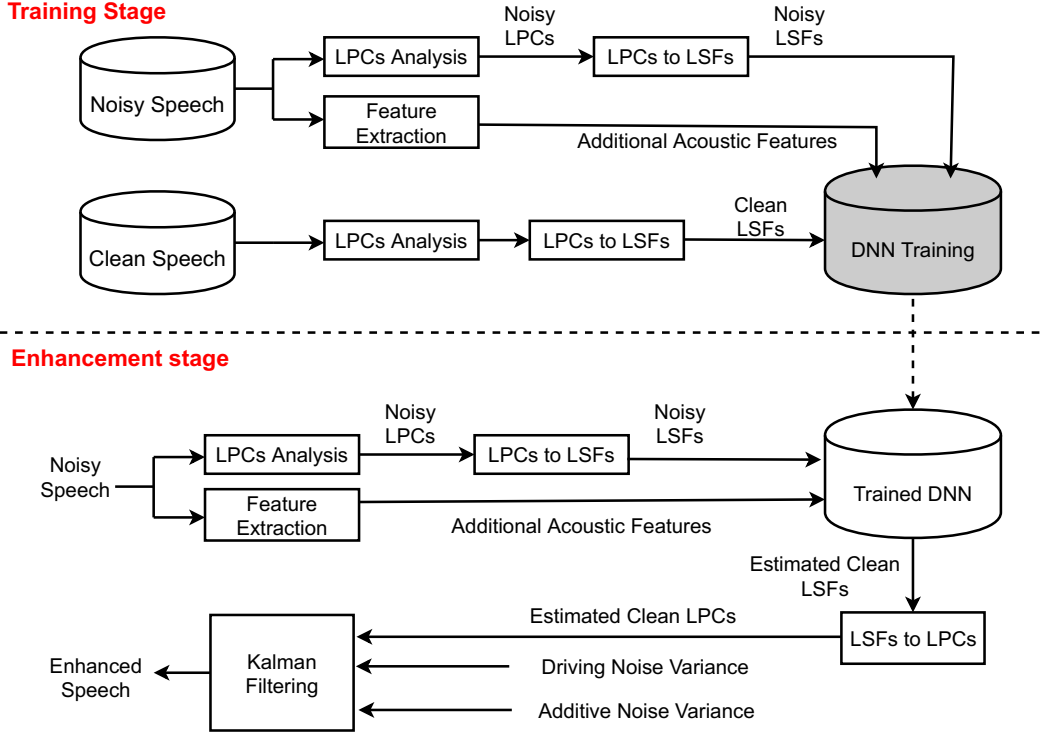 Training Stage
Noisy
LPCs
Noisy
LSFs
LPCs Analysis
LPCs to LSFs
Noisy Speech
Feature
Extraction
Additional Acoustic Features
Clean
LSFs
Clean Speech
LPCs Analysis
LPCs to LSFs
DNN Training
Enhancement stage
Noisy
LPCs
Noisy
LSFs
Noisy
Speech
LPCs Analysis
LPCs to LSFs
Feature
Extraction
Additional Acoustic Features
Trained DNN
Estimated Clean
LSFs
LSFs to LPCs
Estimated Clean LPCs
Driving Noise Variance
Additive Noise Variance
Kalman
Filtering
Enhanced
Speech